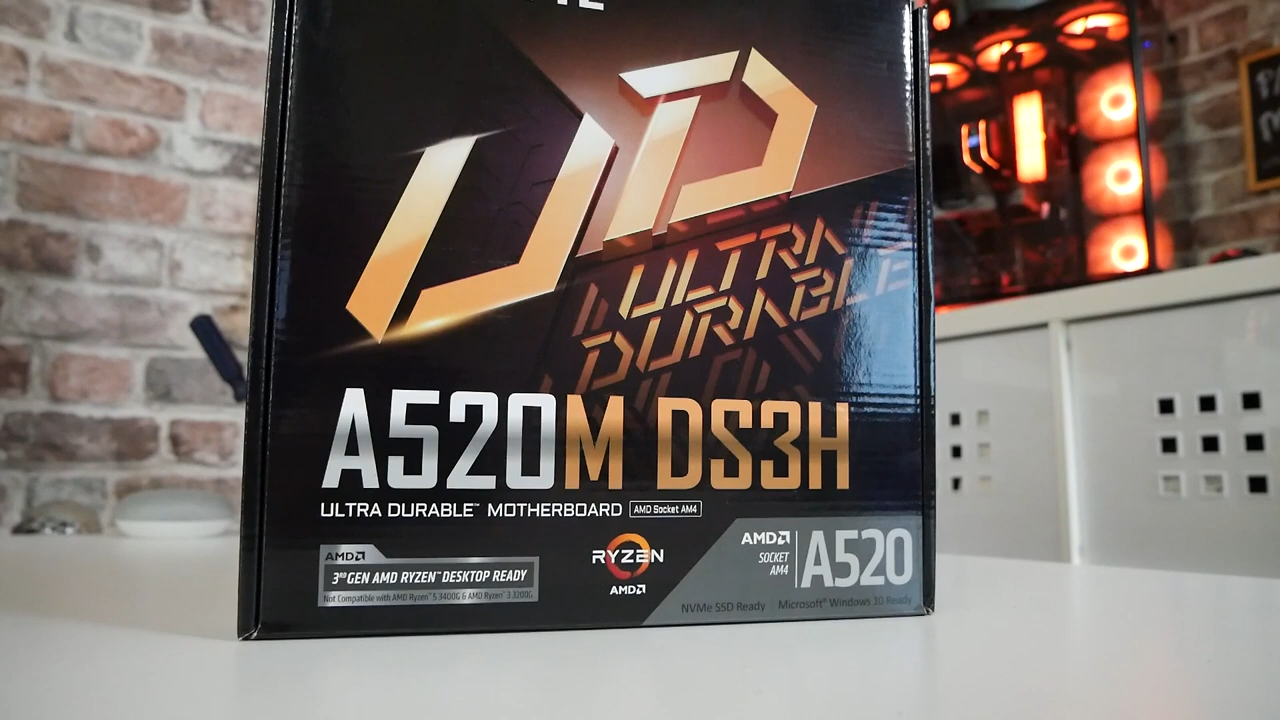 UD
ULTRA
DURABLE
A520M DS3H
ULTRA DURABLE™ MOTHERBOARD AMD Socket AM4
AMD
3RD GEN AMD RYZEN™ DESKTOP READY
Not Compatible with AMD Ryzen™ 5 3400G & AMD Ryzen™ 3 3200G
RYZEN
AMD
AMD
SOCKET
AM4
A520
NVMe SSD Ready Microsoft® Windows 10 Ready